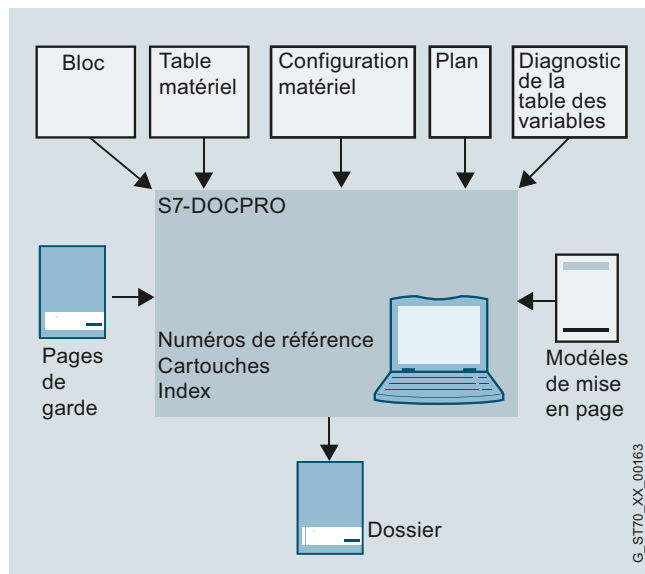 Bloc
Table
matériel
Configuration
matériel
Plan
Diagnostic
de la
table des
variables
S7-DOCPRO
Pages
de
garde
Numéros de référence
Cartouches
Index
Modéles
de mise
en page
Dossier
G_ST70_XX_00163